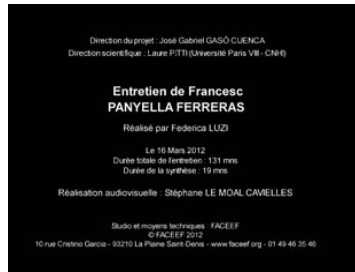 Direction du projet : José Gabriel GASÓ CUENCA
Direction scientifique : Laure PITTI (Université Paris VIII - CNHI)
Entretien de Francesc
PANYELLA FERRERAS
Réalisé par Federica LUZI
Le 16 Mars 2012
Durée totale de l'entretien : 131 mns
Durée de la synthèse : 19 mns
Réalisation audiovisuelle : Stéphane LE MOAL CAVIELLES
Studio et moyens techniques : FACEEF
© FACEEF 2012
10 rue Cristino Garcia - 93210 La Plaine Saint-Denis - www.faceef.org - 01 49 46 35 46